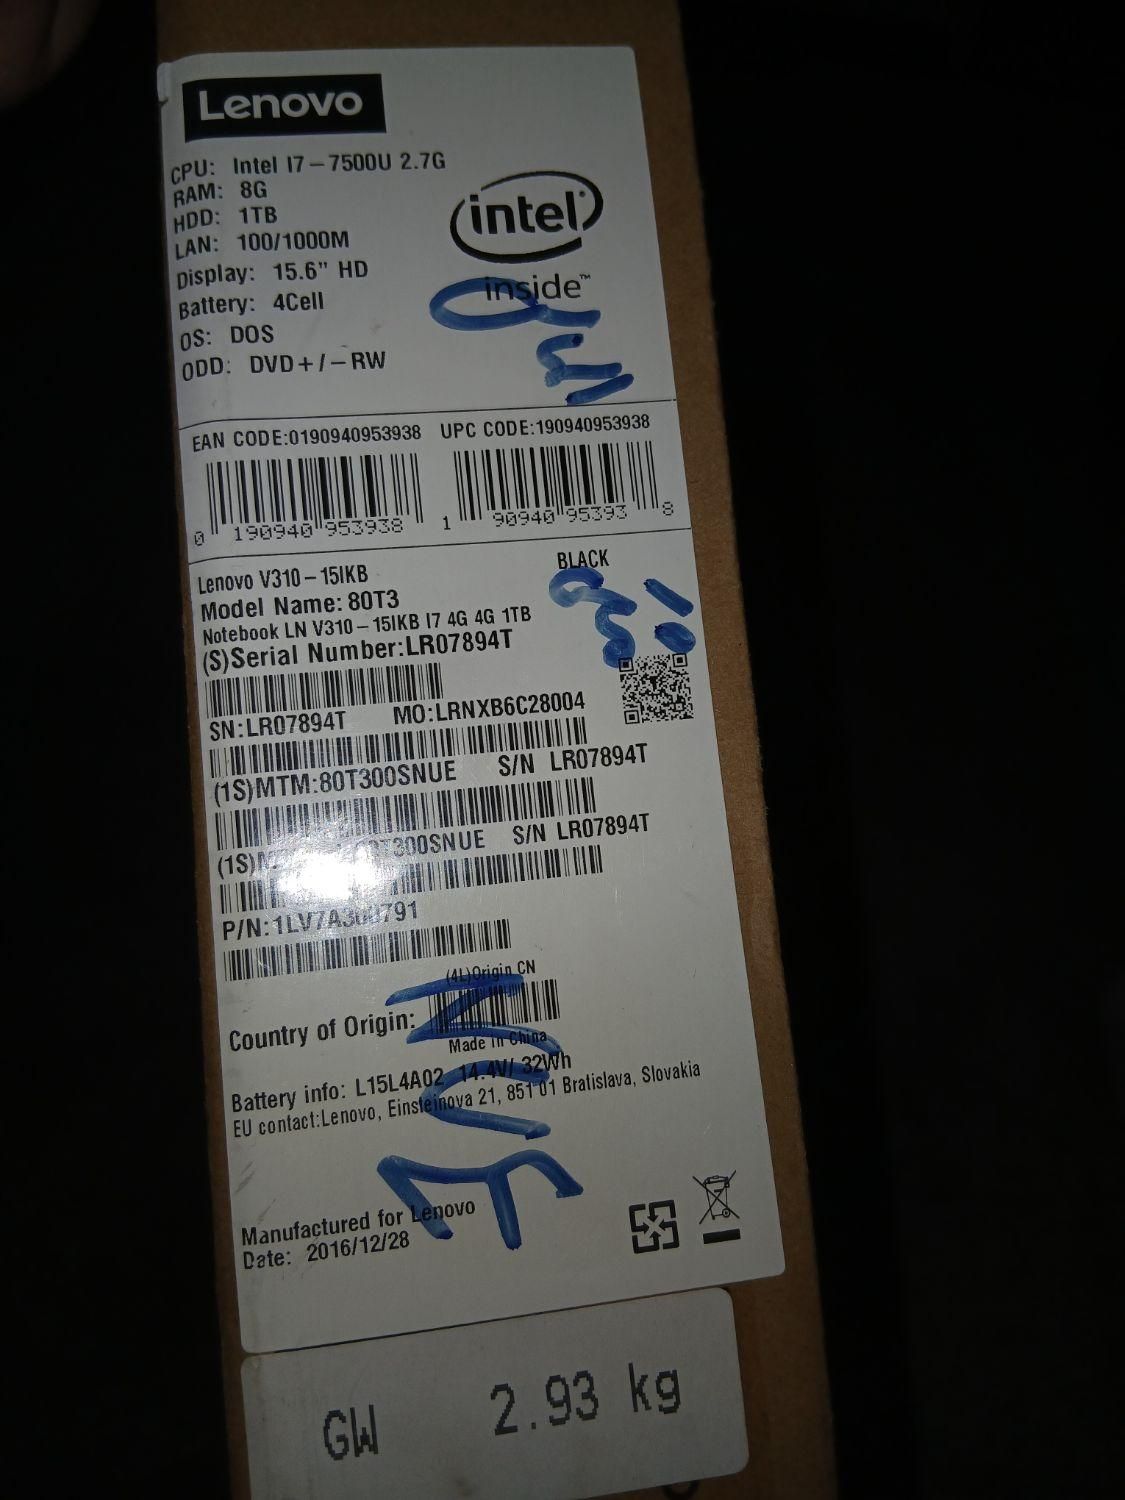 Lenovo
CPU: Intel I7-7500U 2.7G
RAM: 8G
HDD: 1TB
LAN: 100/1000M
Display: 15.6" HD
Battery: 4Cell
OS: DOS
ODD: DVD+/-RW
intel®
inside™
EAN CODE:0190940953938 UPC CODE:190940953938
0 190940 953938 1 90940 95393 8
Lenovo V310-15IKB BLACK
Model Name: 80T3
Notebook LN V310-15IKB I7 4G 4G 1TB
(S)Serial Number:LR07894T
SN:LR07894T MO:LRNXB6C28004
(1S)MTM:80T300SNUE S/N LR07894T
(1S) 300SNUE S/N LR07894T
P/N:1LV7A300791
(4L)Origin CN
Country of Origin:
Made in China
Battery info: L15L4A02 14.4V/ 32Wh
EU contact:Lenovo, Einsteinova 21, 851 01 Bratislava, Slovakia
Manufactured for Lenovo
Date: 2016/12/28
GW 2.93 kg